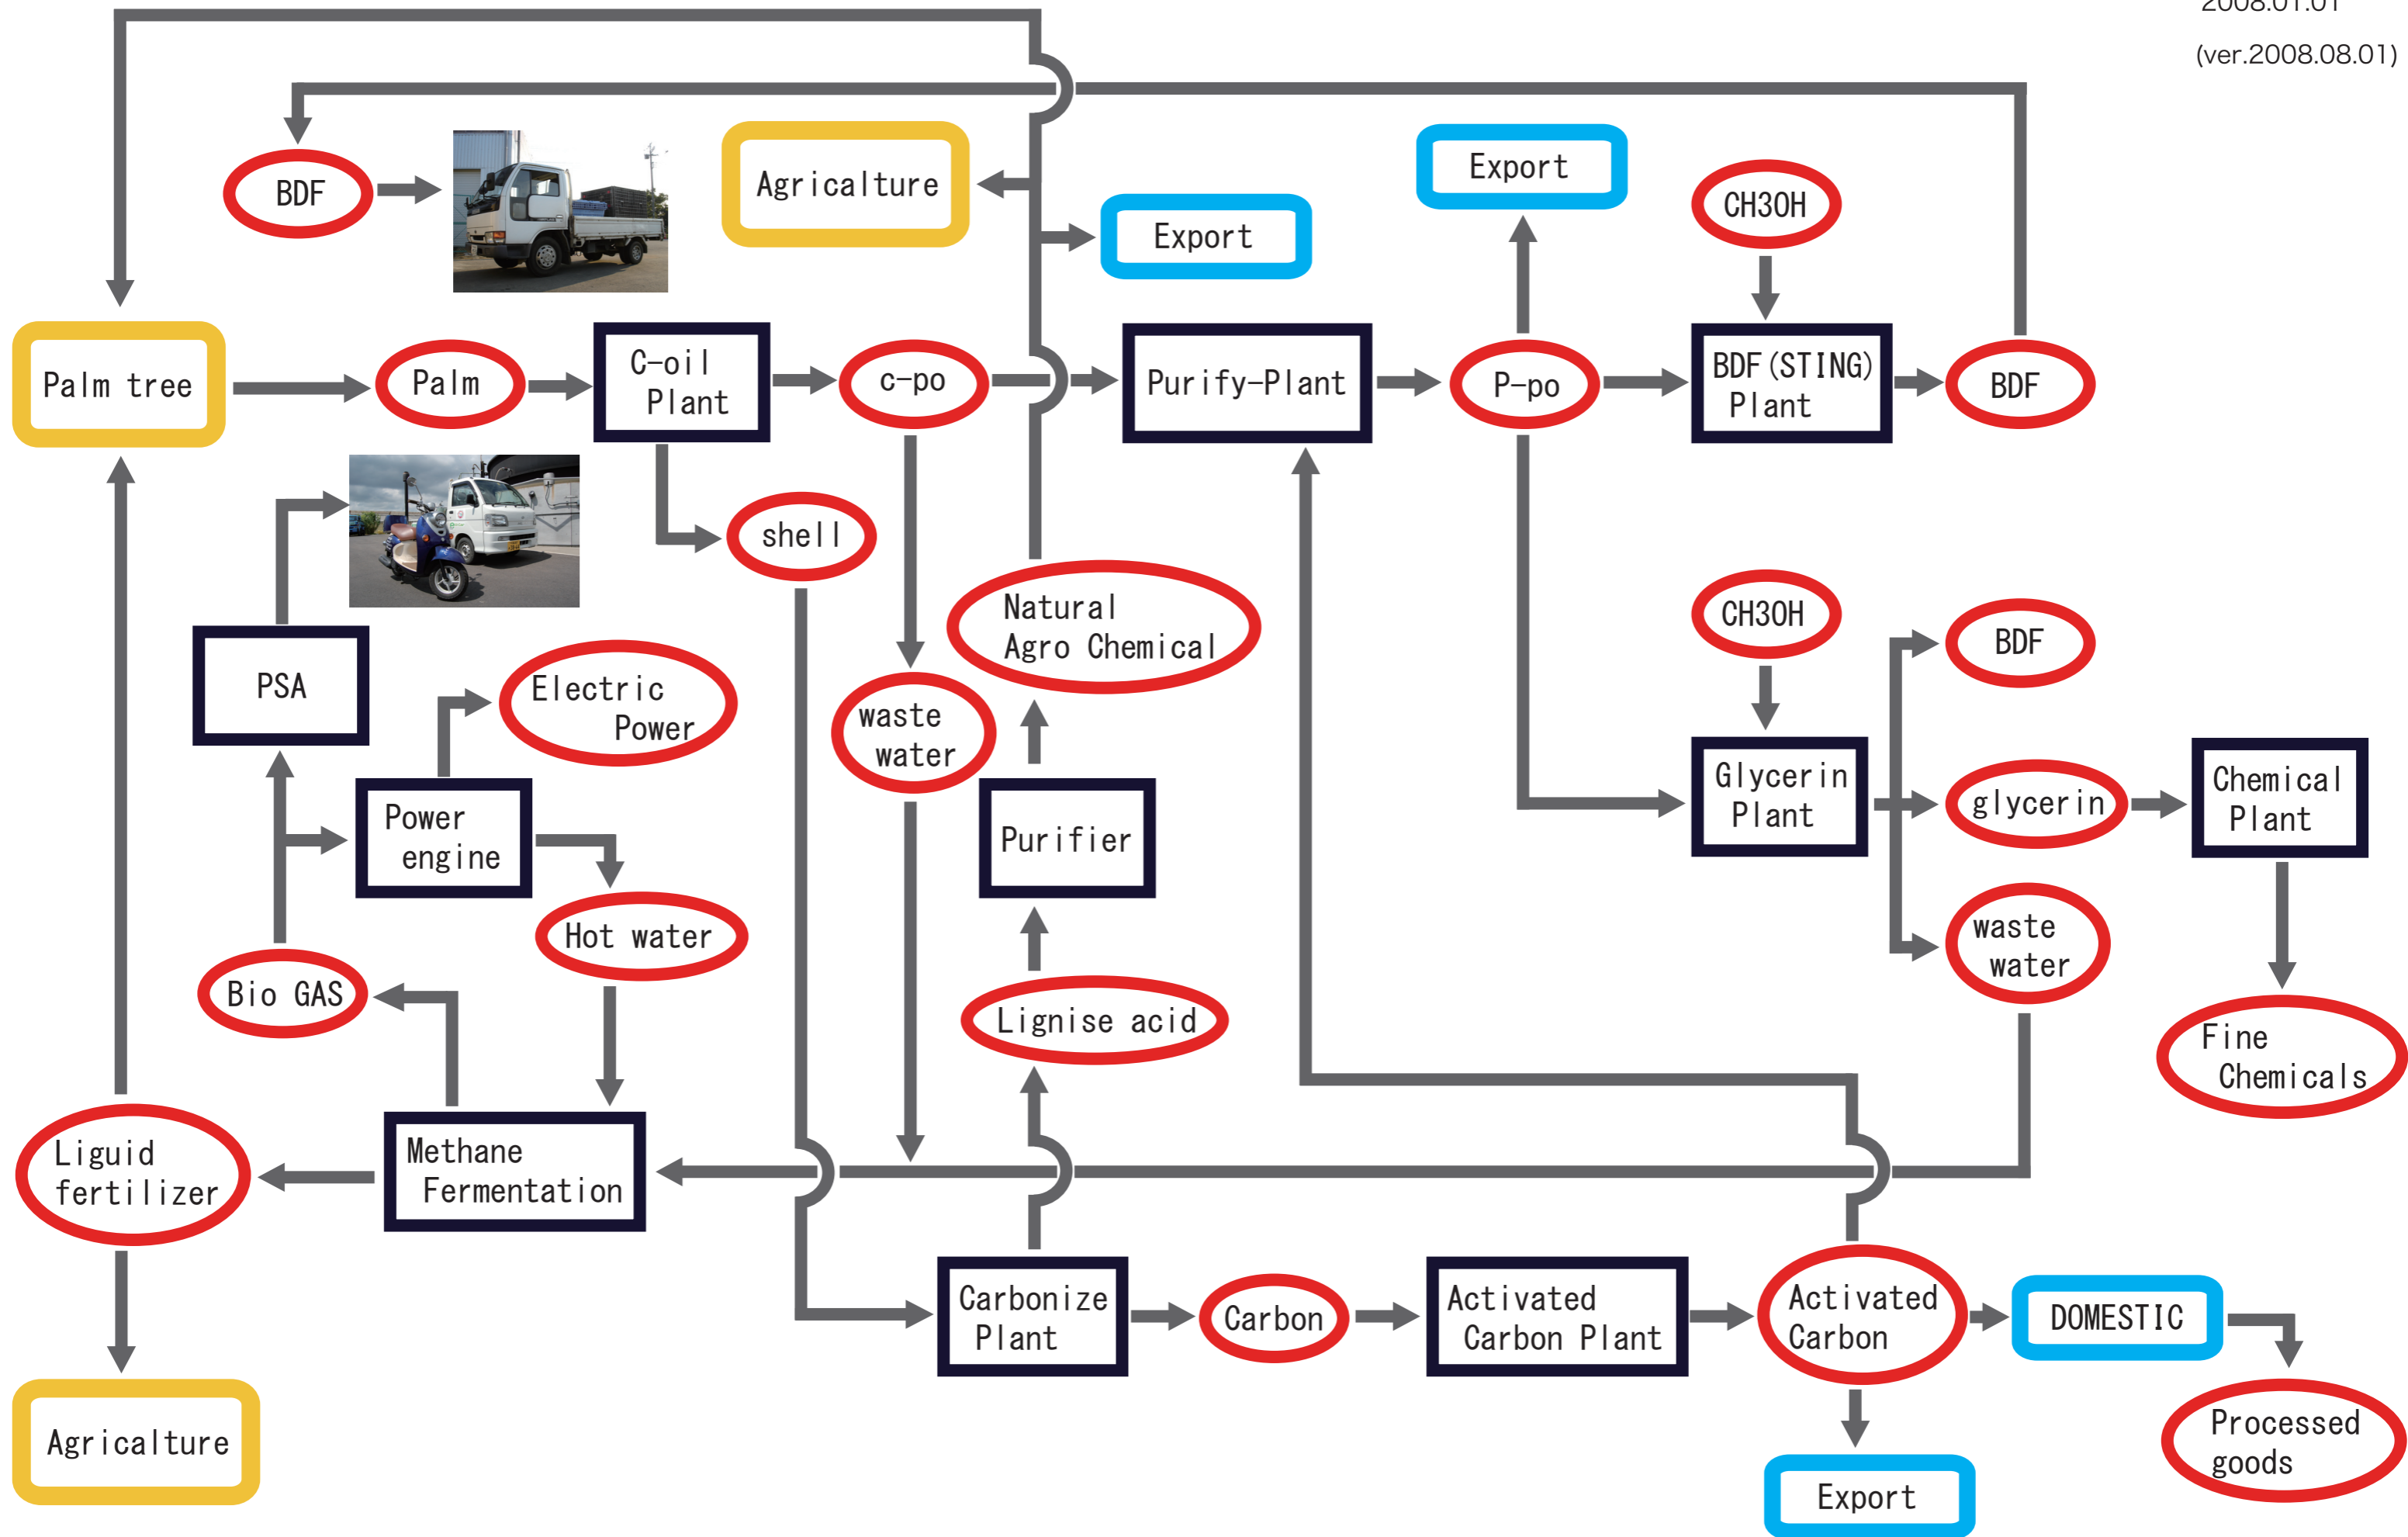 2008.01.01
(ver.2008.08.01)
BDF
Agricalture
Export
Export
CH3OH
Palm tree
Palm
C-oil
Plant
c-po
Purify-Plant
P-po
BDF(STING)
Plant
BDF
shell
Natural
Agro Chemical
CH3OH
BDF
PSA
Electric
Power
waste
water
Power
engine
Purifier
Glycerin
Plant
glycerin
Chemical
Plant
Hot water
waste
water
Bio GAS
Lignise acid
Fine
Chemicals
Liguid
fertilizer
Methane
Fermentation
Carbonize
Plant
Carbon
Activated
Carbon Plant
Activated
Carbon
DOMESTIC
Agricalture
Export
Processed
goods